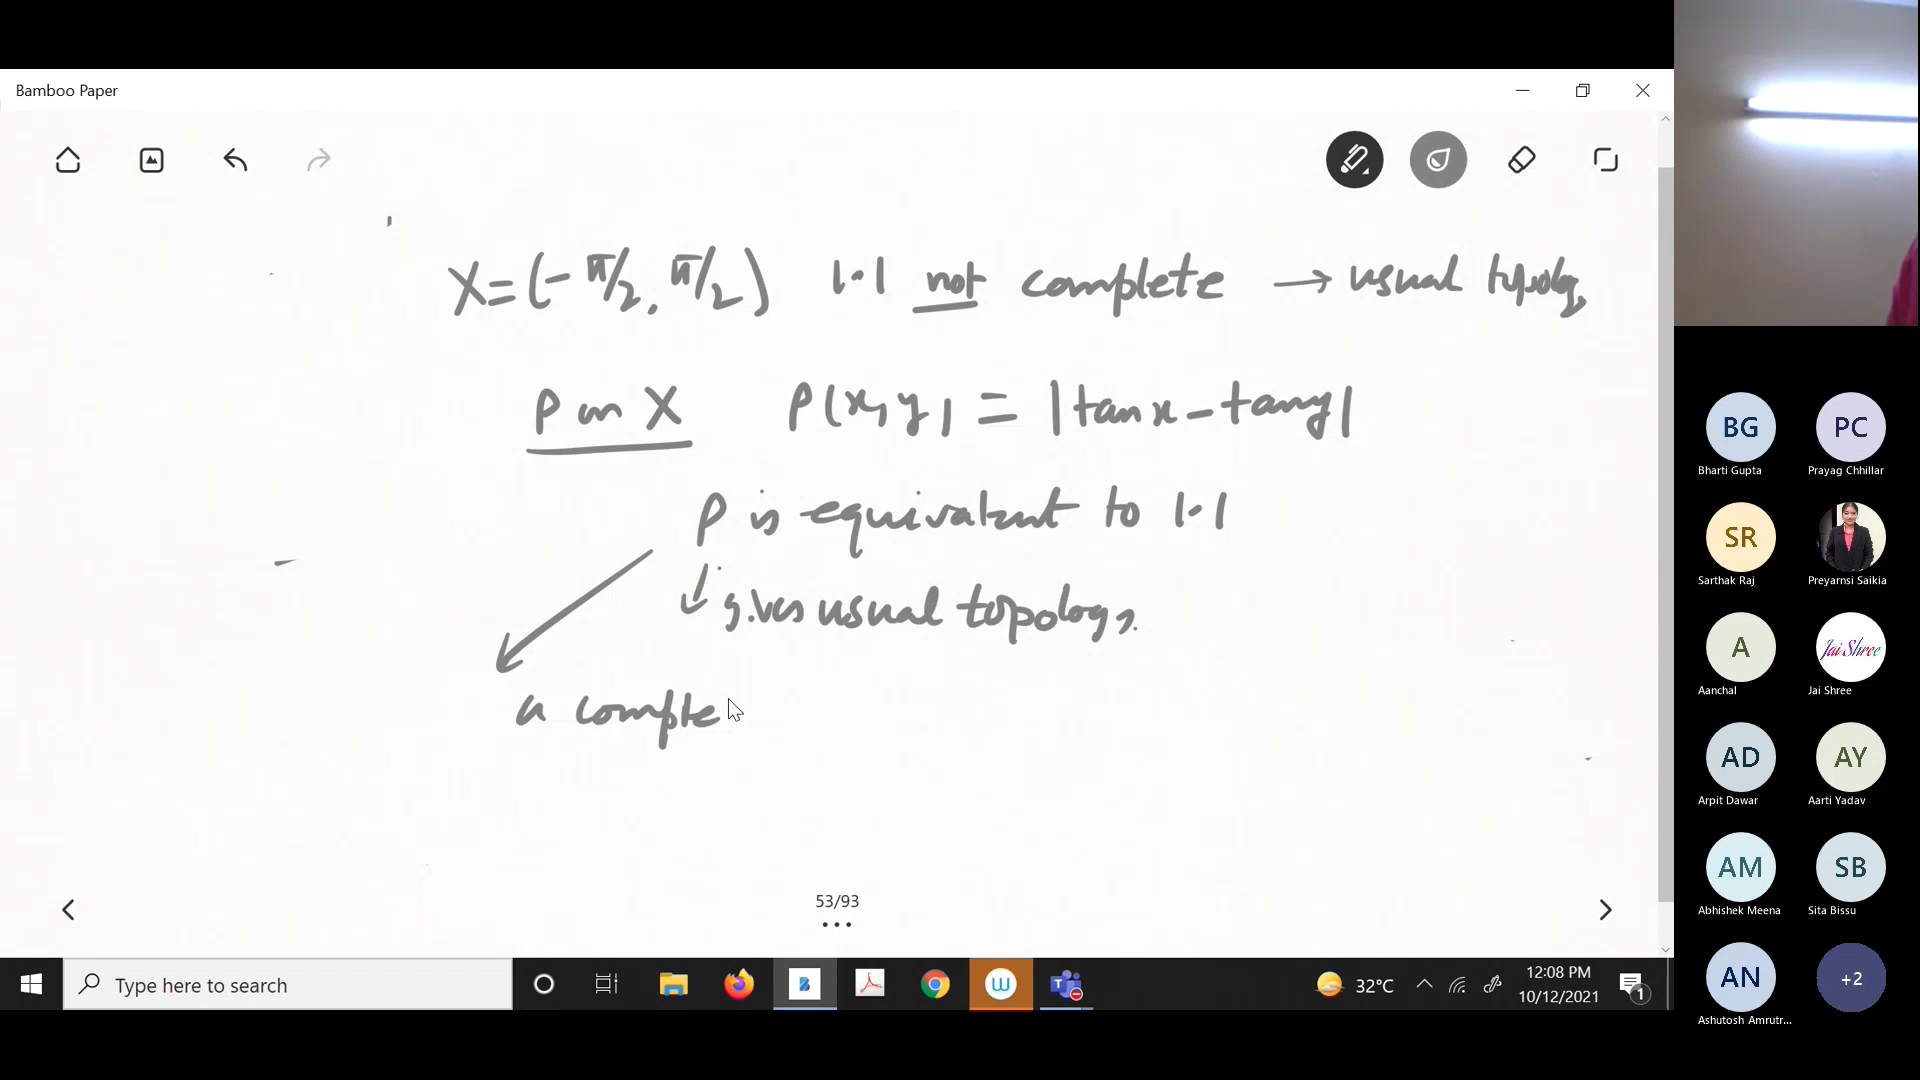 Bamboo Paper
X = (-π/2, π/2) |·| not complete → usual topology
ρ on X ρ(x, y) = |tan x - tan y|
ρ is equivalent to |·|
↓ gives usual topology.
a comple
53/93
BG
PC
Bharti Gupta
Prayag Chhillar
SR
Sarthak Raj
Preyarnsi Saikia
A
Jai Shree
Aanchal
Jai Shree
AD
AY
Arpit Dawar
Aarti Yadav
AM
SB
Abhishek Meena
Sita Bissu
AN
+2
Ashutosh Amrutr...
Type here to search
32°C
12:08 PM
10/12/2021
1